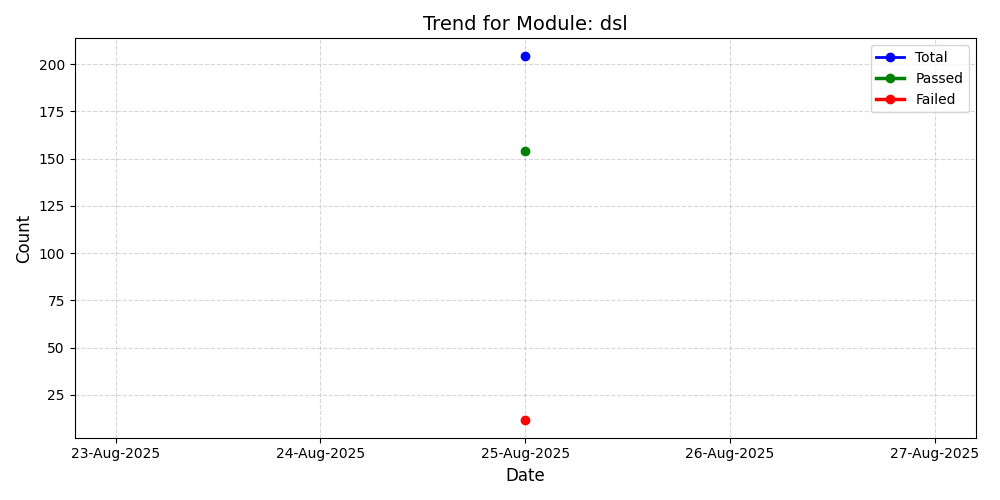 Trend for Module: dsl
Total
Passed
Failed
Count
200
175
150
125
100
75
50
25
23-Aug-2025
24-Aug-2025
25-Aug-2025
26-Aug-2025
27-Aug-2025
Date